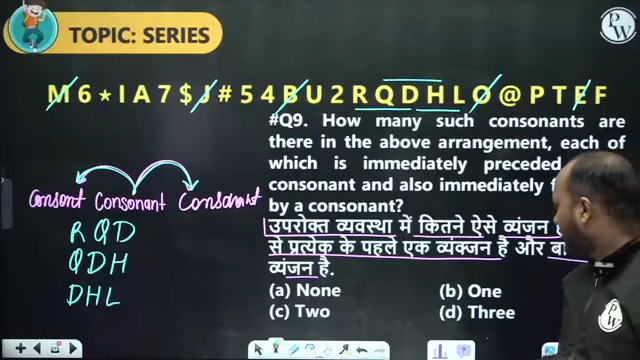 TOPIC: SERIES
PW
M 6 ★ I A 7 $ J # 5 4 B U 2 R Q D H L O @ P T E F
#Q9. How many such consonants are
there in the above arrangement, each of
which is immediately preceded
consonant and also immediately
by a consonant?
उपरोक्त व्यवस्था में कितने ऐसे व्यंजन
से प्रत्येक के पहले एक व्यंक्जन है और
व्यंजन है.
(a) None (b) One
(c) Two (d) Three
Consonant Consonant
R Q D
Q D H
D H L
PW